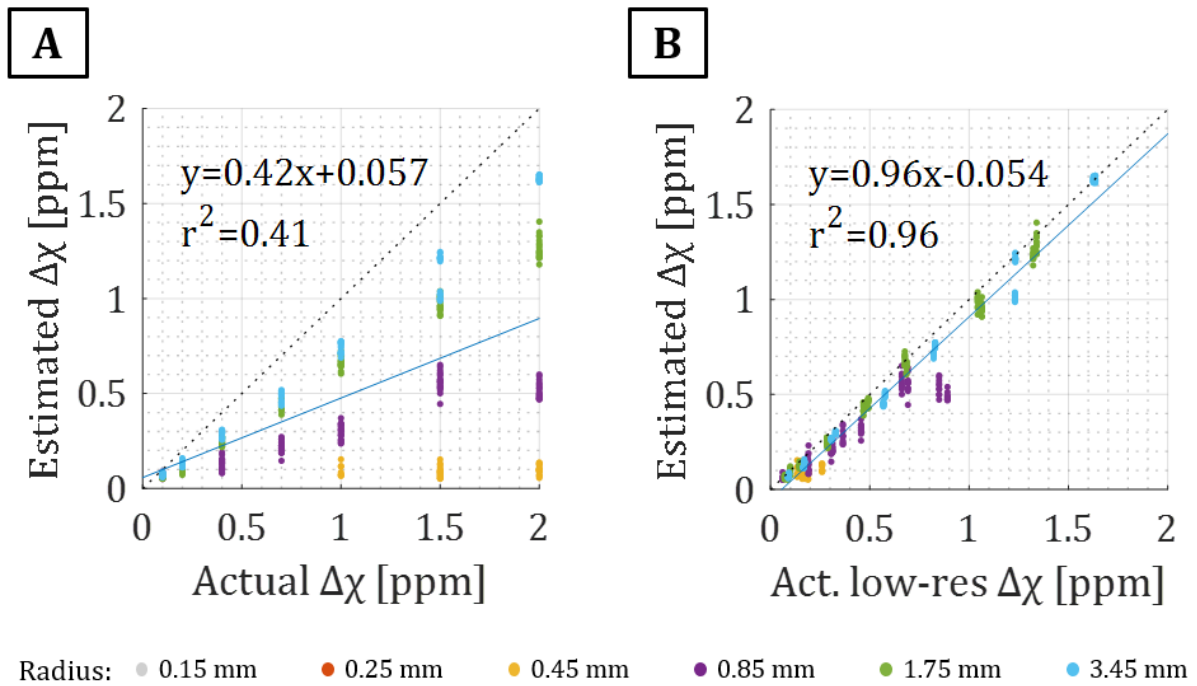 A
B
2
1.5
1
0.5
0
0
0.5
1
1.5
2
Estimated Δχ [ppm]
Actual Δχ [ppm]
y=0.42x+0.057
r²=0.41
2
1.5
1
0.5
0
0
0.5
1
1.5
2
Estimated Δχ [ppm]
Act. low-res Δχ [ppm]
y=0.96x-0.054
r²=0.96
Radius: 0.15 mm 0.25 mm 0.45 mm 0.85 mm 1.75 mm 3.45 mm